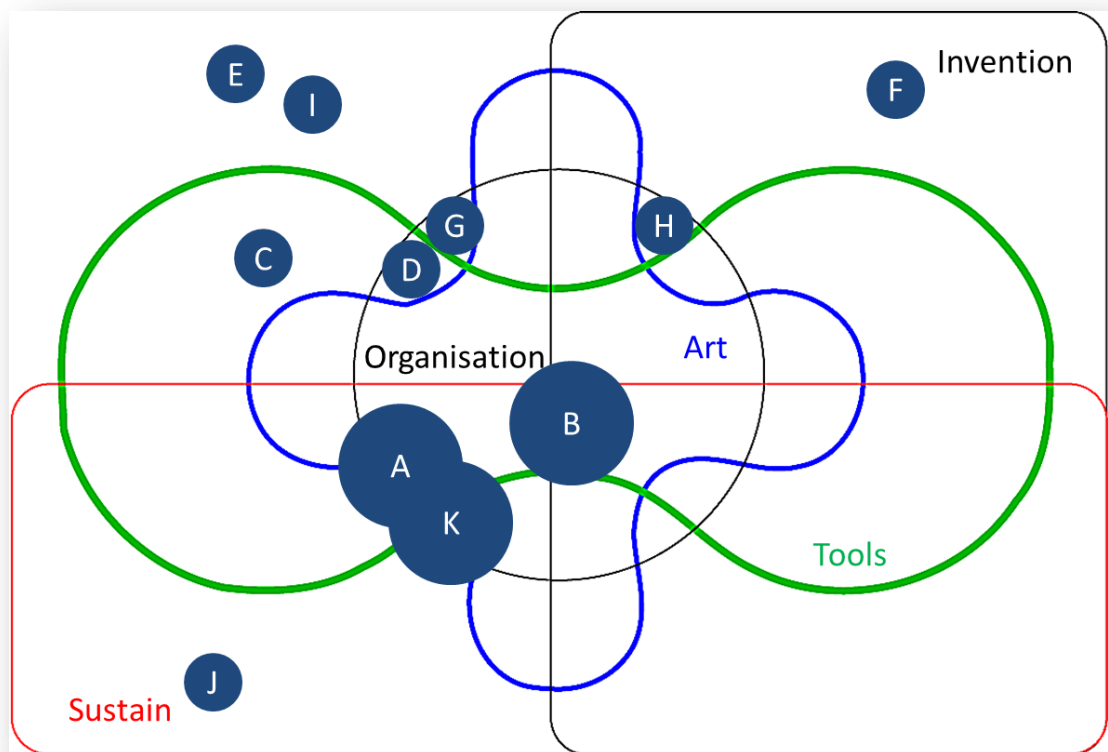 Invention
E
F
I
G
H
C
D
Art
Organisation
B
A
K
Tools
J
Sustain